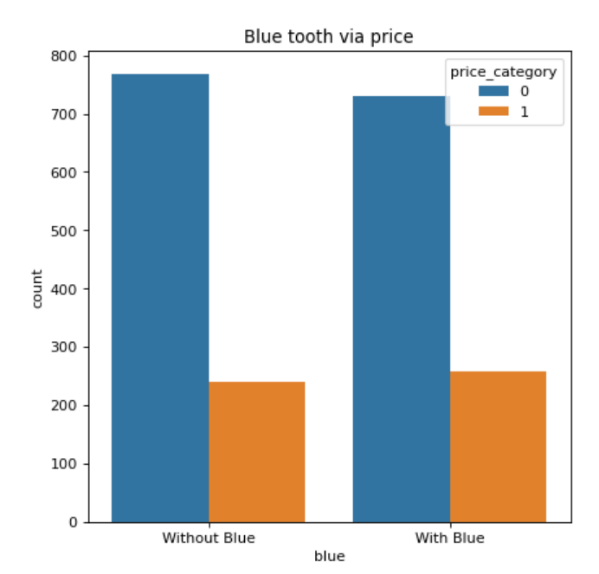 Blue tooth via price
price_category
0
1
800
700
600
500
400
300
200
100
0
count
Without Blue
With Blue
blue